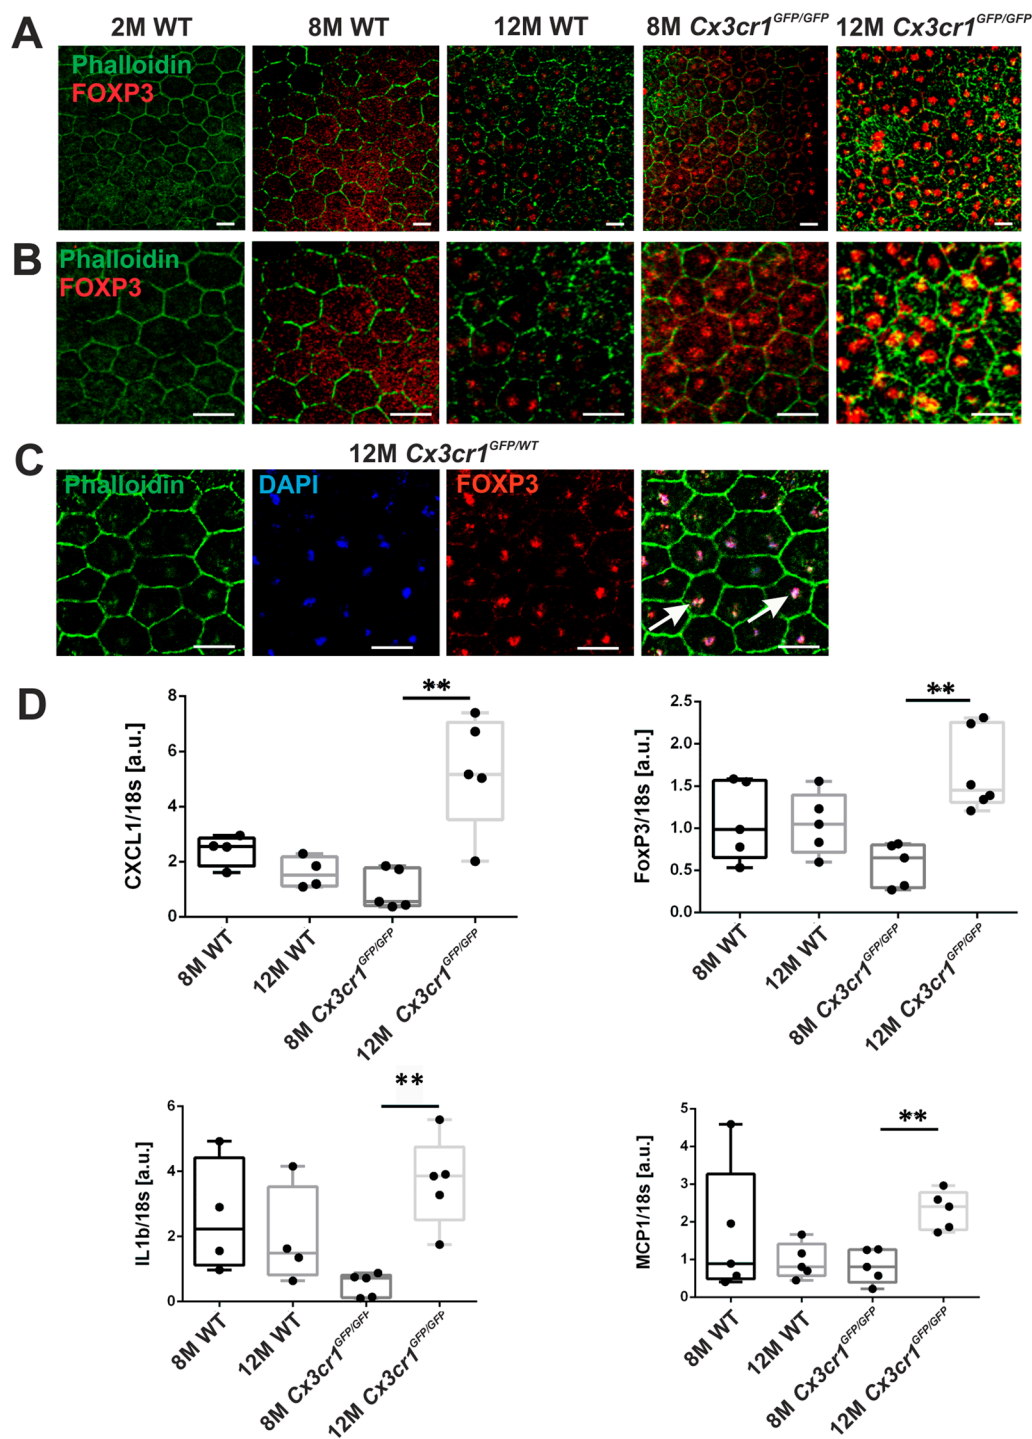 A
2M WT
8M WT
12M WT
8M Cx3cr1GFP/GFP
12M Cx3cr1GFP/GFP
Phalloidin
FOXP3
B
Phalloidin
FOXP3
C
12M Cx3cr1GFP/WT
Phalloidin
DAPI
FOXP3
D
**
CXCL1/18s [a.u.]
8
6
4
2
0
8M WT
12M WT
8M Cx3cr1GFP/GFP
12M Cx3cr1GFP/GFP
**
FoxP3/18s [a.u.]
2.5
2.0
1.5
1.0
0.5
0.0
8M WT
12M WT
8M Cx3cr1GFP/GFP
12M Cx3cr1GFP/GFP
**
IL1b/18s [a.u.]
6
4
2
0
8M WT
12M WT
8M Cx3cr1GFP/GFP
12M Cx3cr1GFP/GFP
**
MCP1/18s [a.u.]
5
4
3
2
1
0
8M WT
12M WT
8M Cx3cr1GFP/GFP
12M Cx3cr1GFP/GFP